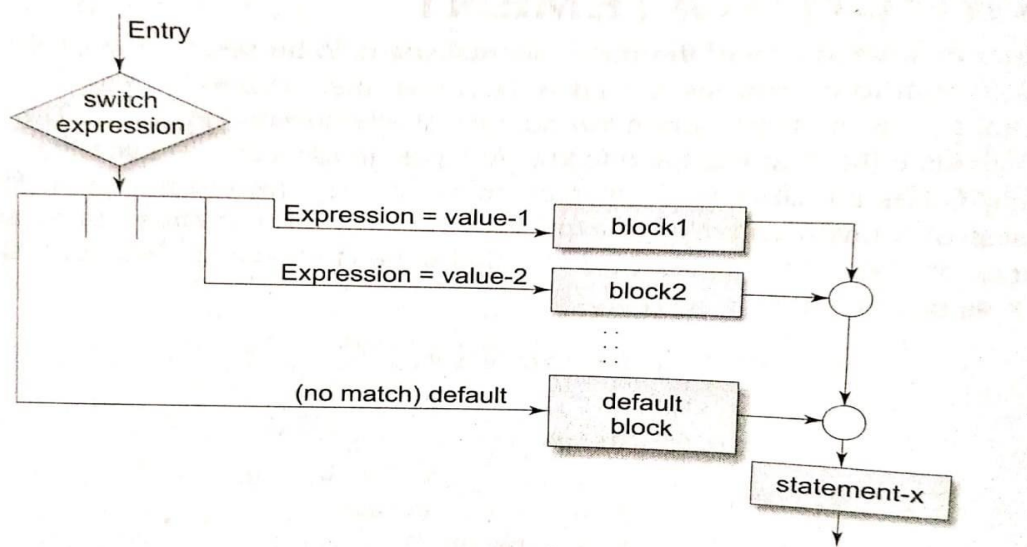 Entry
switch
expression
Expression = value-1
block1
Expression = value-2
block2
(no match) default
default
block
statement-x